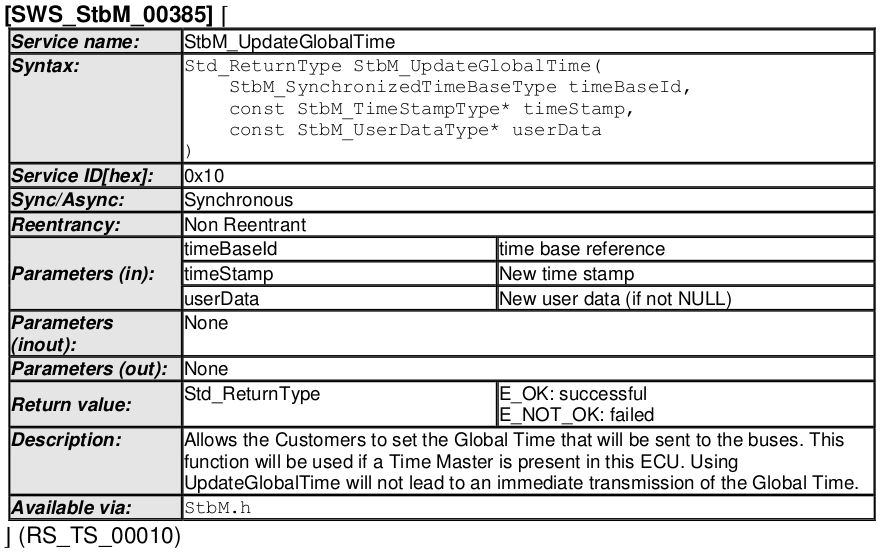 [SWS_StbM_00385] ⌈
Service name: StbM_UpdateGlobalTime
Syntax: Std_ReturnType StbM_UpdateGlobalTime(
StbM_SynchronizedTimeBaseType timeBaseId,
const StbM_TimeStampType* timeStamp,
const StbM_UserDataType* userData
)
Service ID[hex]: 0x10
Sync/Async: Synchronous
Reentrancy: Non Reentrant
Parameters (in):
timeBaseId time base reference
timeStamp New time stamp
userData New user data (if not NULL)
Parameters None
(inout):
Parameters (out): None
Return value:
Std_ReturnType E_OK: successful
E_NOT_OK: failed
Description: Allows the Customers to set the Global Time that will be sent to the buses. This
function will be used if a Time Master is present in this ECU. Using
UpdateGlobalTime will not lead to an immediate transmission of the Global Time.
Available via: StbM.h
⌋ (RS_TS_00010)